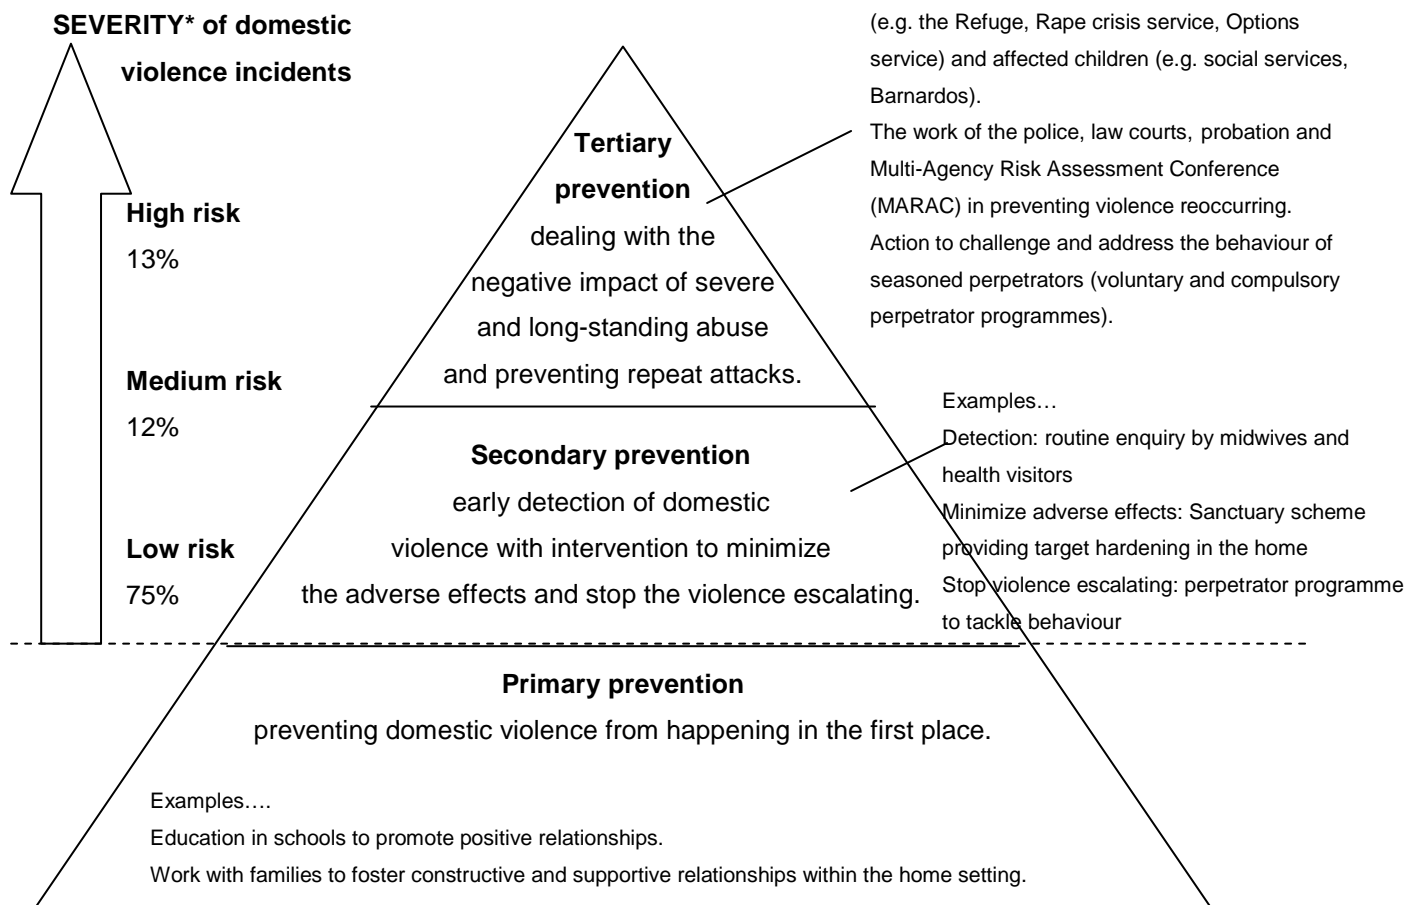 SEVERITY* of domestic
violence incidents
High risk
13%
Medium risk
12%
Low risk
75%
Tertiary
prevention
dealing with the
negative impact of severe
and long-standing abuse
and preventing repeat attacks.
(e.g. the Refuge, Rape crisis service, Options
service) and affected children (e.g. social services,
Barnardos).
The work of the police, law courts, probation and
Multi-Agency Risk Assessment Conference
(MARAC) in preventing violence reoccurring.
Action to challenge and address the behaviour of
seasoned perpetrators (voluntary and compulsory
perpetrator programmes).
Secondary prevention
early detection of domestic
violence with intervention to minimize
the adverse effects and stop the violence escalating.
Examples…
Detection: routine enquiry by midwives and
health visitors
Minimize adverse effects: Sanctuary scheme
providing target hardening in the home
Stop violence escalating: perpetrator programme
to tackle behaviour
Primary prevention
preventing domestic violence from happening in the first place.
Examples….
Education in schools to promote positive relationships.
Work with families to foster constructive and supportive relationships within the home setting.